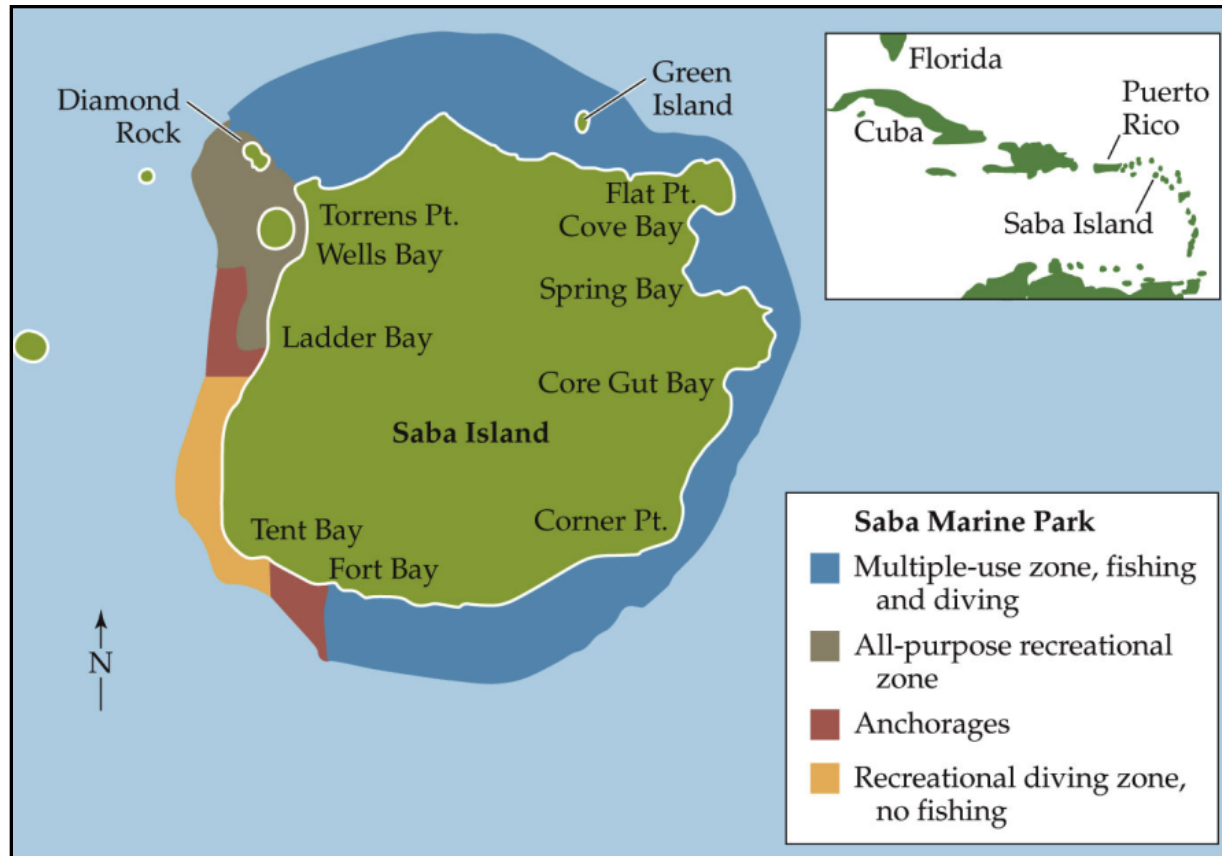 Diamond
Rock
Green
Island
Florida
Cuba
Puerto
Rico
Saba Island
Torrens Pt.
Wells Bay
Flat Pt.
Cove Bay
Spring Bay
Ladder Bay
Core Gut Bay
Saba Island
Tent Bay
Fort Bay
Corner Pt.
N
Saba Marine Park
Multiple-use zone, fishing
and diving
All-purpose recreational
zone
Anchorages
Recreational diving zone,
no fishing